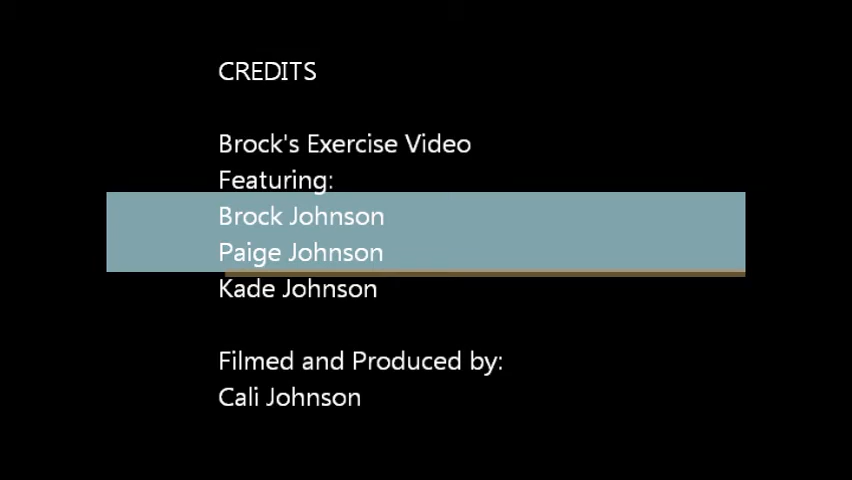 CREDITS
Brock's Exercise Video
Featuring:
Brock Johnson
Paige Johnson
Kade Johnson
Filmed and Produced by:
Cali Johnson